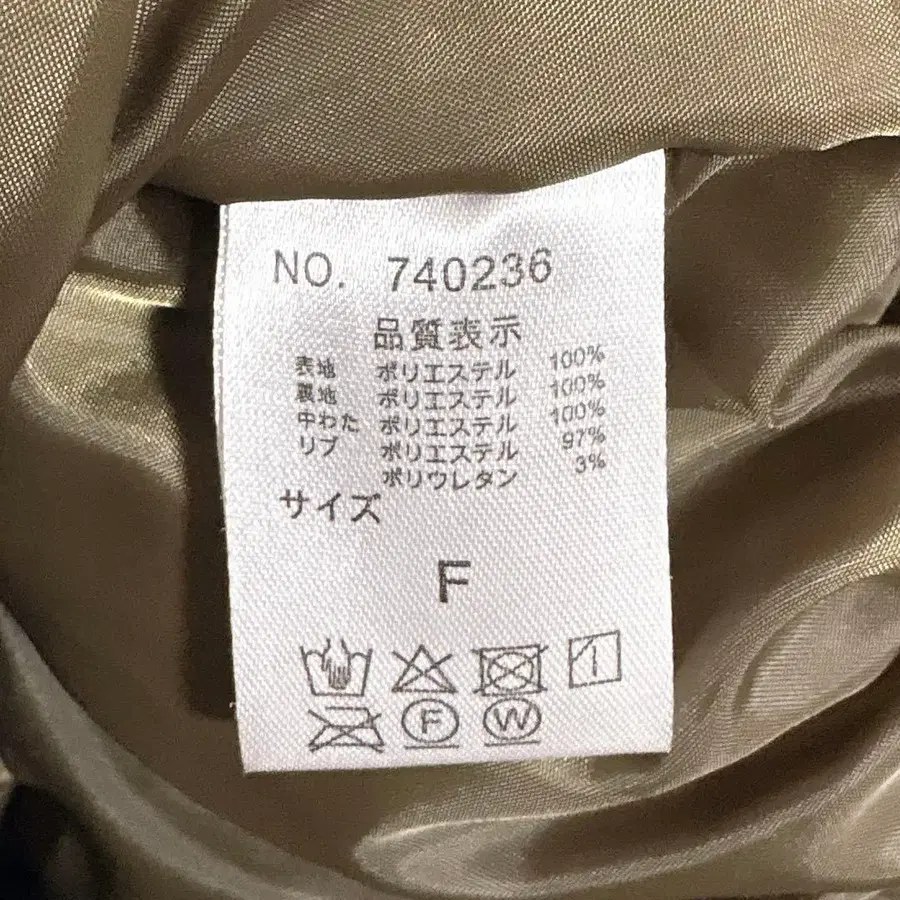 NO. 740236
品質表示
表地 ポリエステル 100%
裏地 ポリエステル 100%
中わた ポリエステル 100%
リブ ポリエステル 97%
ポリウレタン 3%
サイズ
F
F W